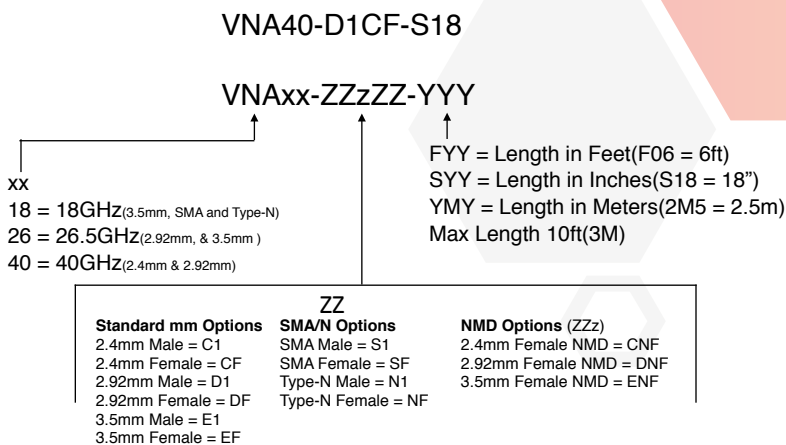 VNA40-D1CF-S18
VNAxx-ZZzZZ-YYY
xx
18 = 18GHz(3.5mm, SMA and Type-N)
26 = 26.5GHz(2.92mm, & 3.5mm )
40 = 40GHz(2.4mm & 2.92mm)
FYY = Length in Feet(F06 = 6ft)
SYY = Length in Inches(S18 = 18”)
YMY = Length in Meters(2M5 = 2.5m)
Max Length 10ft(3M)
ZZ
Standard mm Options
2.4mm Male = C1
2.4mm Female = CF
2.92mm Male = D1
2.92mm Female = DF
3.5mm Male = E1
3.5mm Female = EF
SMA/N Options
SMA Male = S1
SMA Female = SF
Type-N Male = N1
Type-N Female = NF
NMD Options (ZZz)
2.4mm Female NMD = CNF
2.92mm Female NMD = DNF
3.5mm Female NMD = ENF